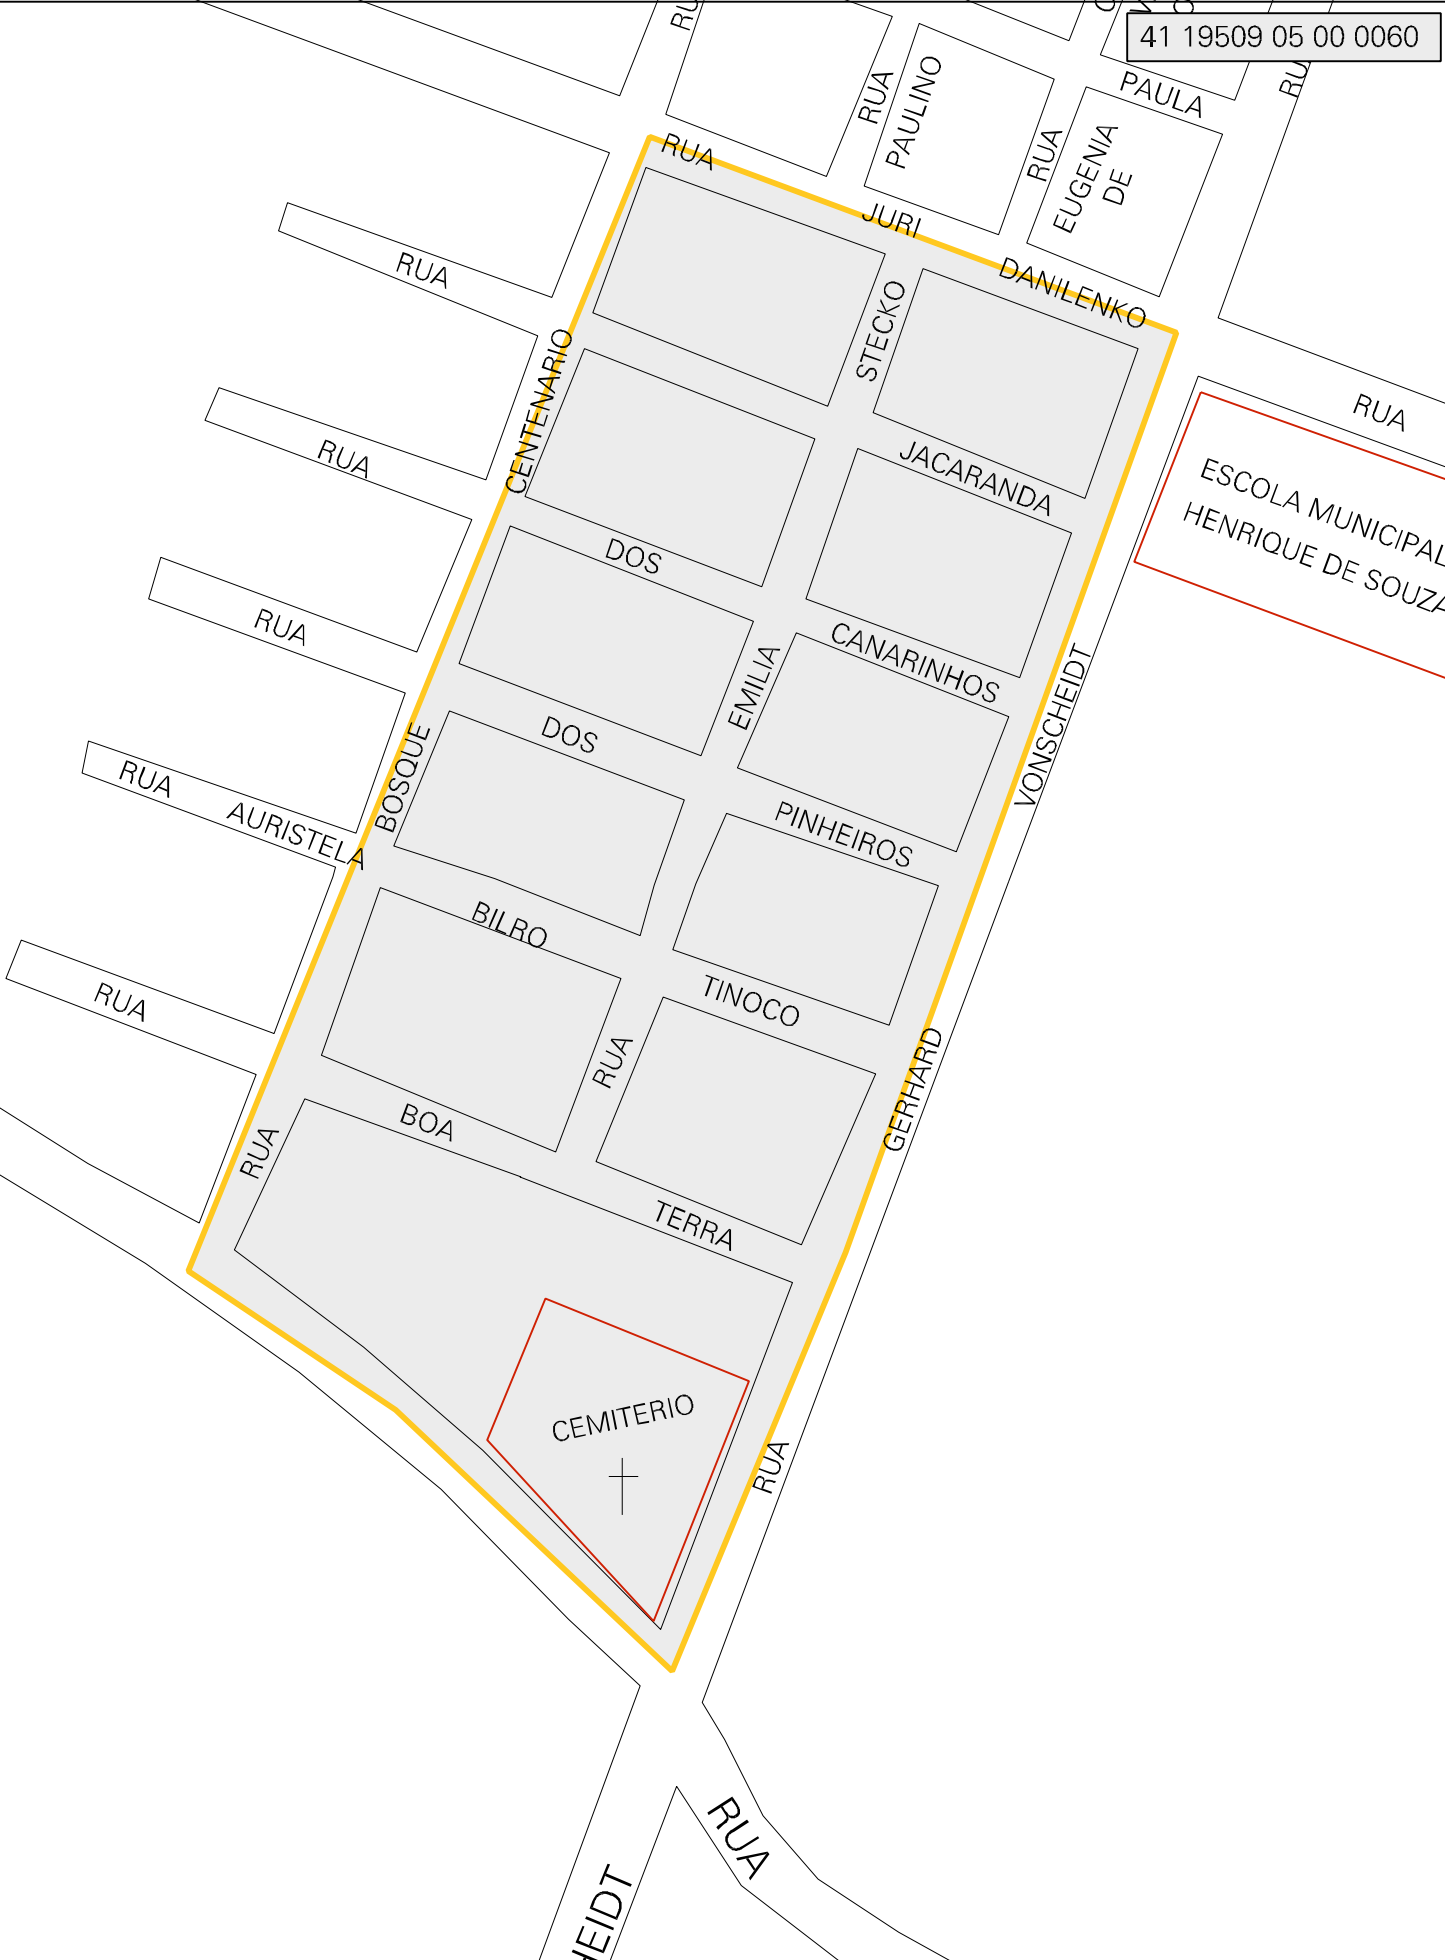 41 19509 05 00 0060
RUA
PAULINO
RUA
PAULA
EUGENIA
DE
RUA
RUA
JURI
DANILENKO
RUA
STECKO
CENTENARIO
RUA
JACARANDA
ESCOLA MUNICIPAL
HENRIQUE DE SOUZA
RUA
DOS
CANARINHOS
RUA
EMILIA
VONSCHEIDT
DOS
BOSQUE
RUA
AURISTELA
PINHEIROS
BILRO
TINOCO
RUA
RUA
GERHARD
BOA
RUA
TERRA
CEMITERIO
RUA
RUA
HEIDT